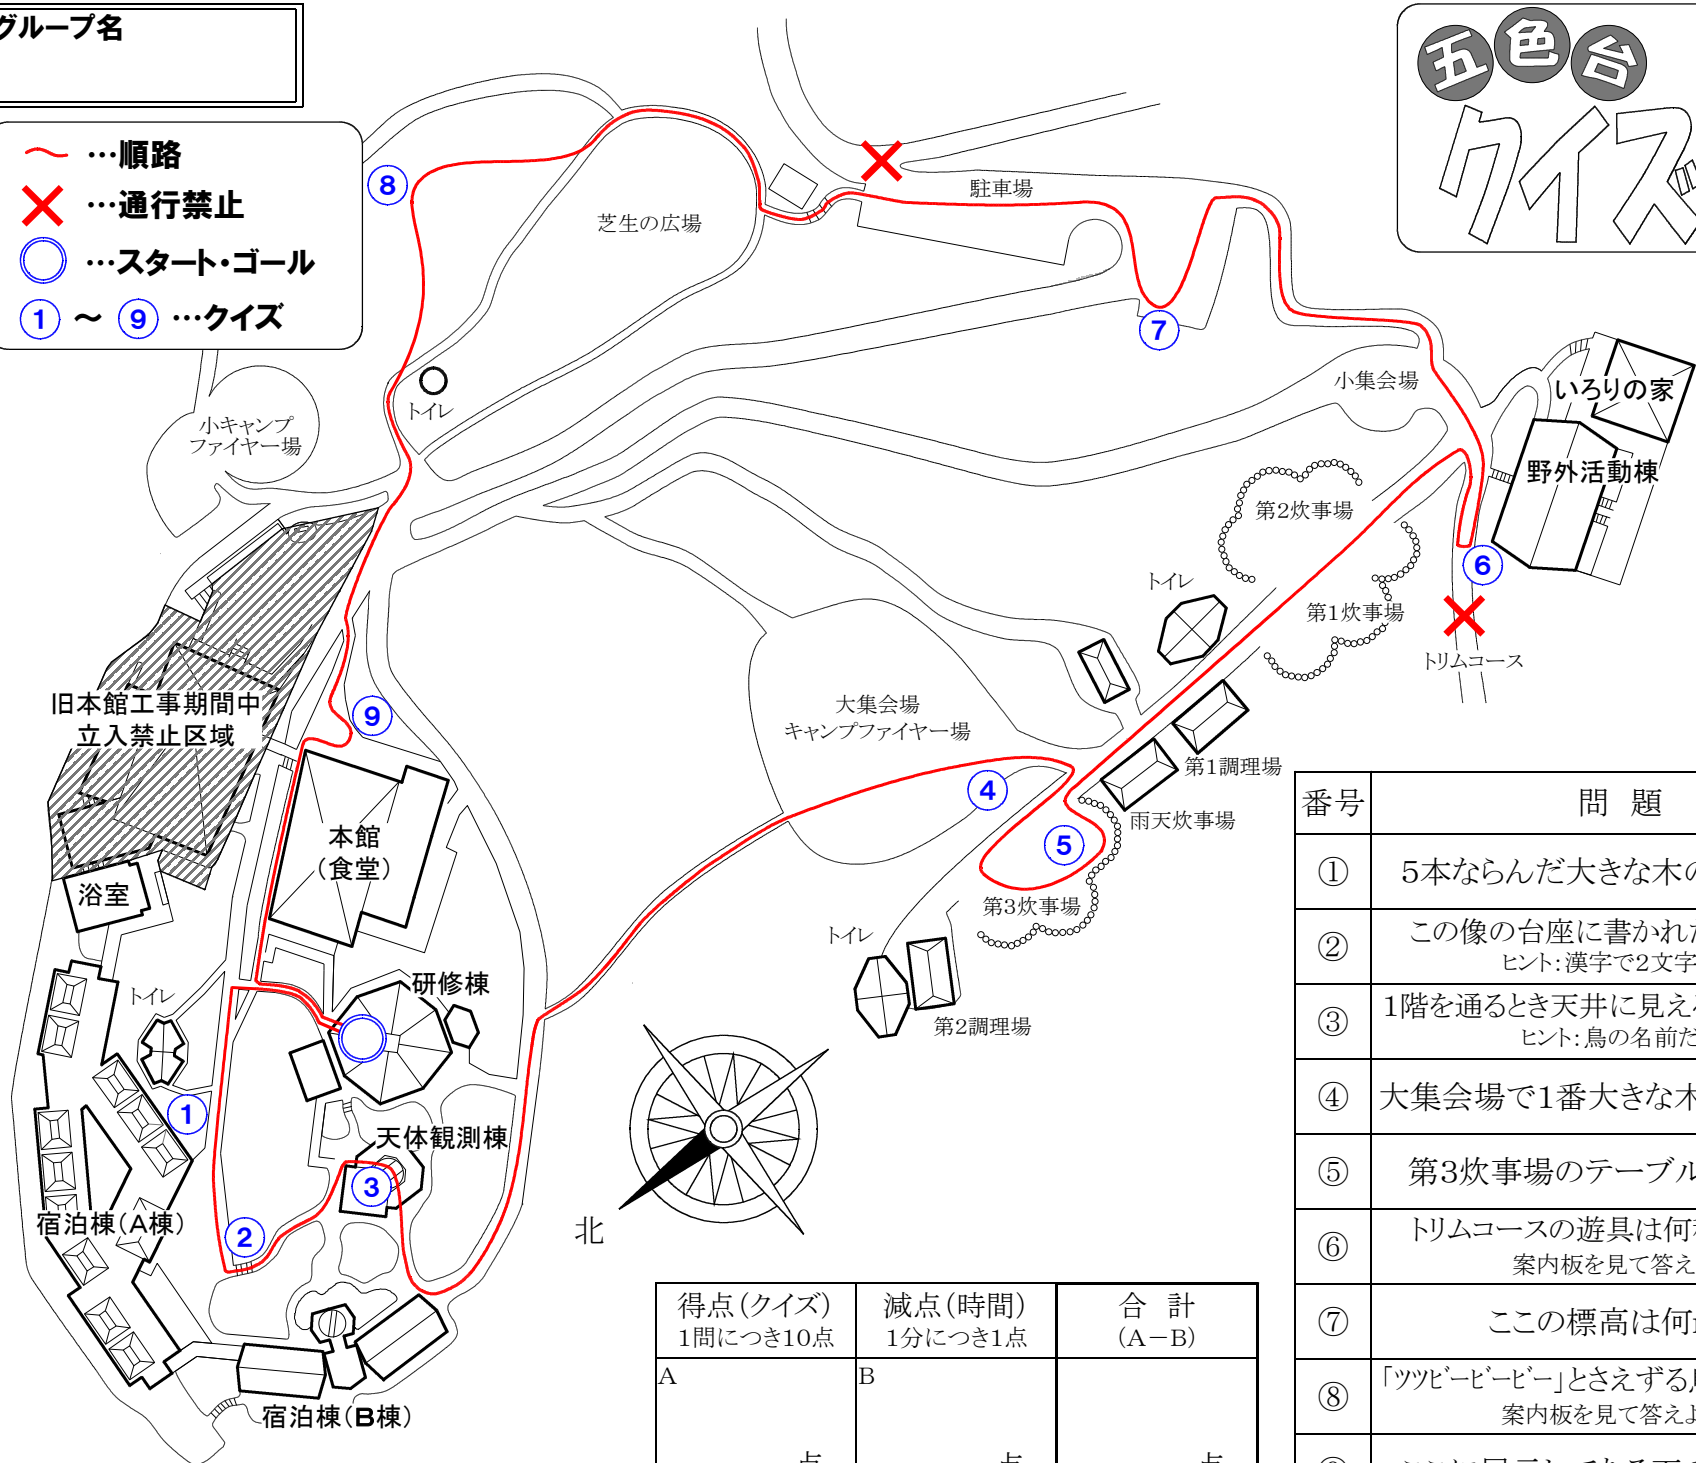 グループ名
五色台
クイズ
…順路
…通行禁止
…スタート・ゴール
1 ～ 9 …クイズ
8
芝生の広場
駐車場
7
トイレ
小キャンプ
ファイヤー場
小集会場
いろりの家
野外活動棟
第2炊事場
6
トイレ
第1炊事場
トリムコース
旧本館工事期間中
立入禁止区域
9
大集会場
キャンプファイヤー場
第1調理場
4
雨天炊事場
5
本館
(食堂)
浴室
第3炊事場
トイレ
第2調理場
研修棟
トイレ
1
天体観測棟
3
宿泊棟(A棟)
2
北
宿泊棟(B棟)
得点(クイズ) 減点(時間) 合 計
1問につき10点 1分につき1点 (A－B)
A B
点 点 点
番号 問 題
① 5本ならんだ大きな木の
② この像の台座に書かれた
ヒント:漢字で2文字
③ 1階を通るとき天井に見え
ヒント:鳥の名前だ
④ 大集会場で1番大きな木
⑤ 第3炊事場のテーブル
⑥ トリムコースの遊具は何
案内板を見て答え
⑦ ここの標高は何
⑧ 「ツツピーピーピー」とさえずる
案内板を見て答えよ